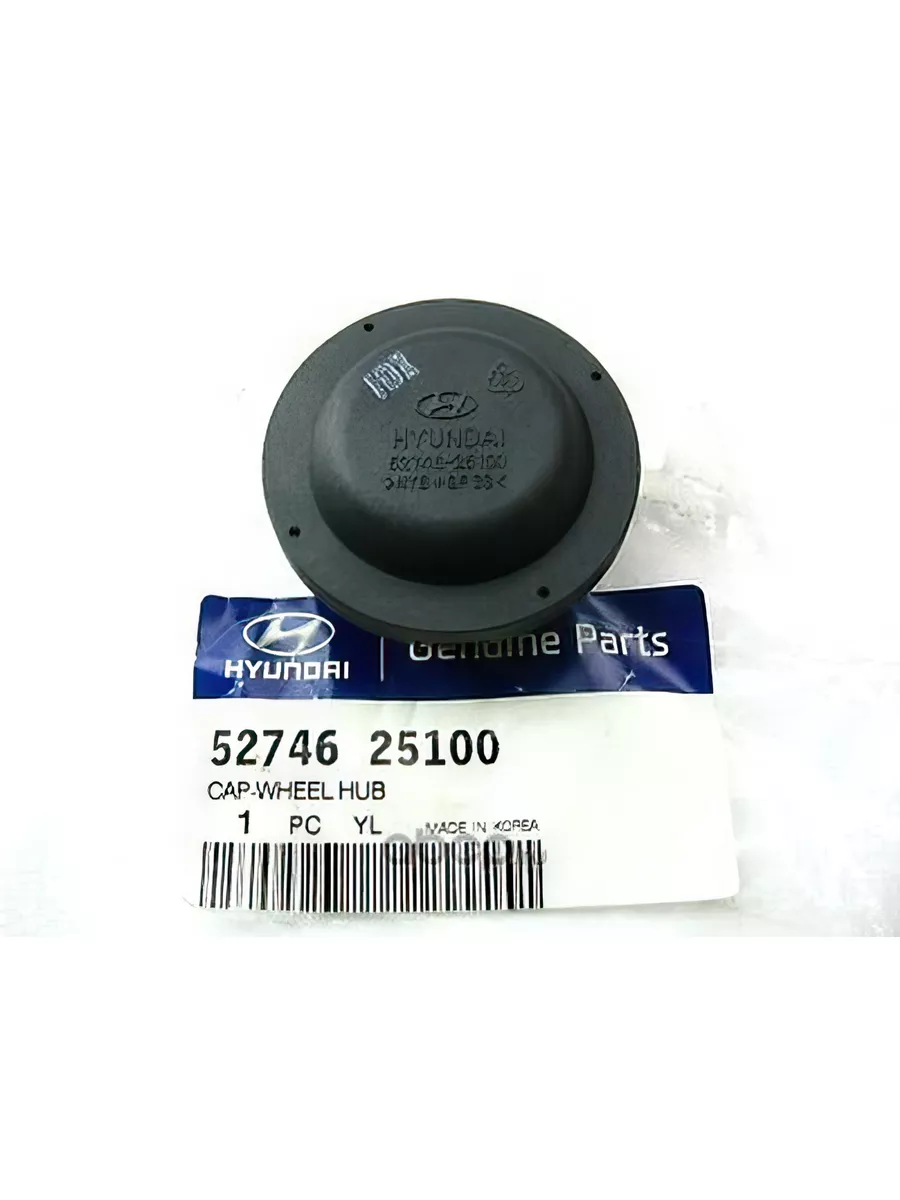 HYUNDAI
HYUNDAI
Genuine Parts
52746 25100
CAP-WHEEL HUB
1 PC YL MADE IN KOREA